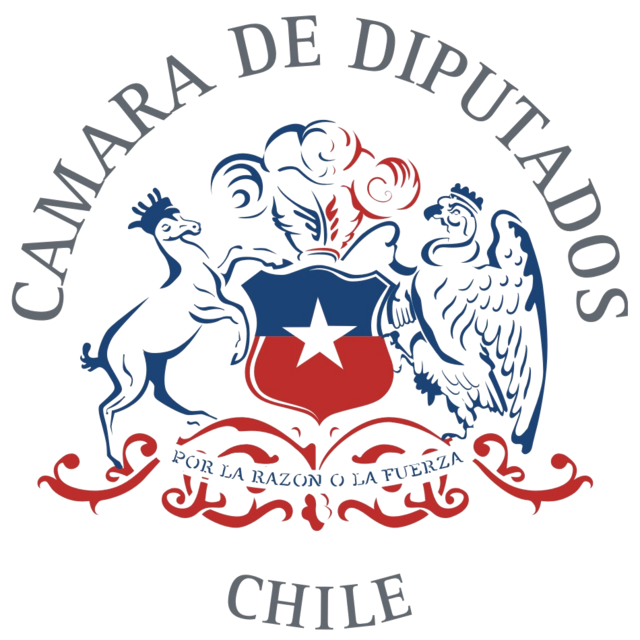 CAMARA DE DIPUTADOS
POR LA RAZON O LA FUERZA
CHILE